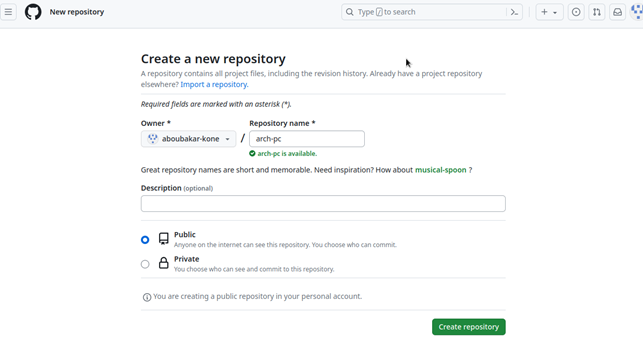 New repository
Type / to search
Create a new repository
A repository contains all project files, including the revision history. Already have a project repository
elsewhere? Import a repository.
Required fields are marked with an asterisk (*).
Owner * Repository name *
aboubakar-kone / arch-pc
arch-pc is available.
Great repository names are short and memorable. Need inspiration? How about musical-spoon ?
Description (optional)
Public
Anyone on the internet can see this repository. You choose who can commit.
Private
You choose who can see and commit to this repository.
You are creating a public repository in your personal account.
Create repository